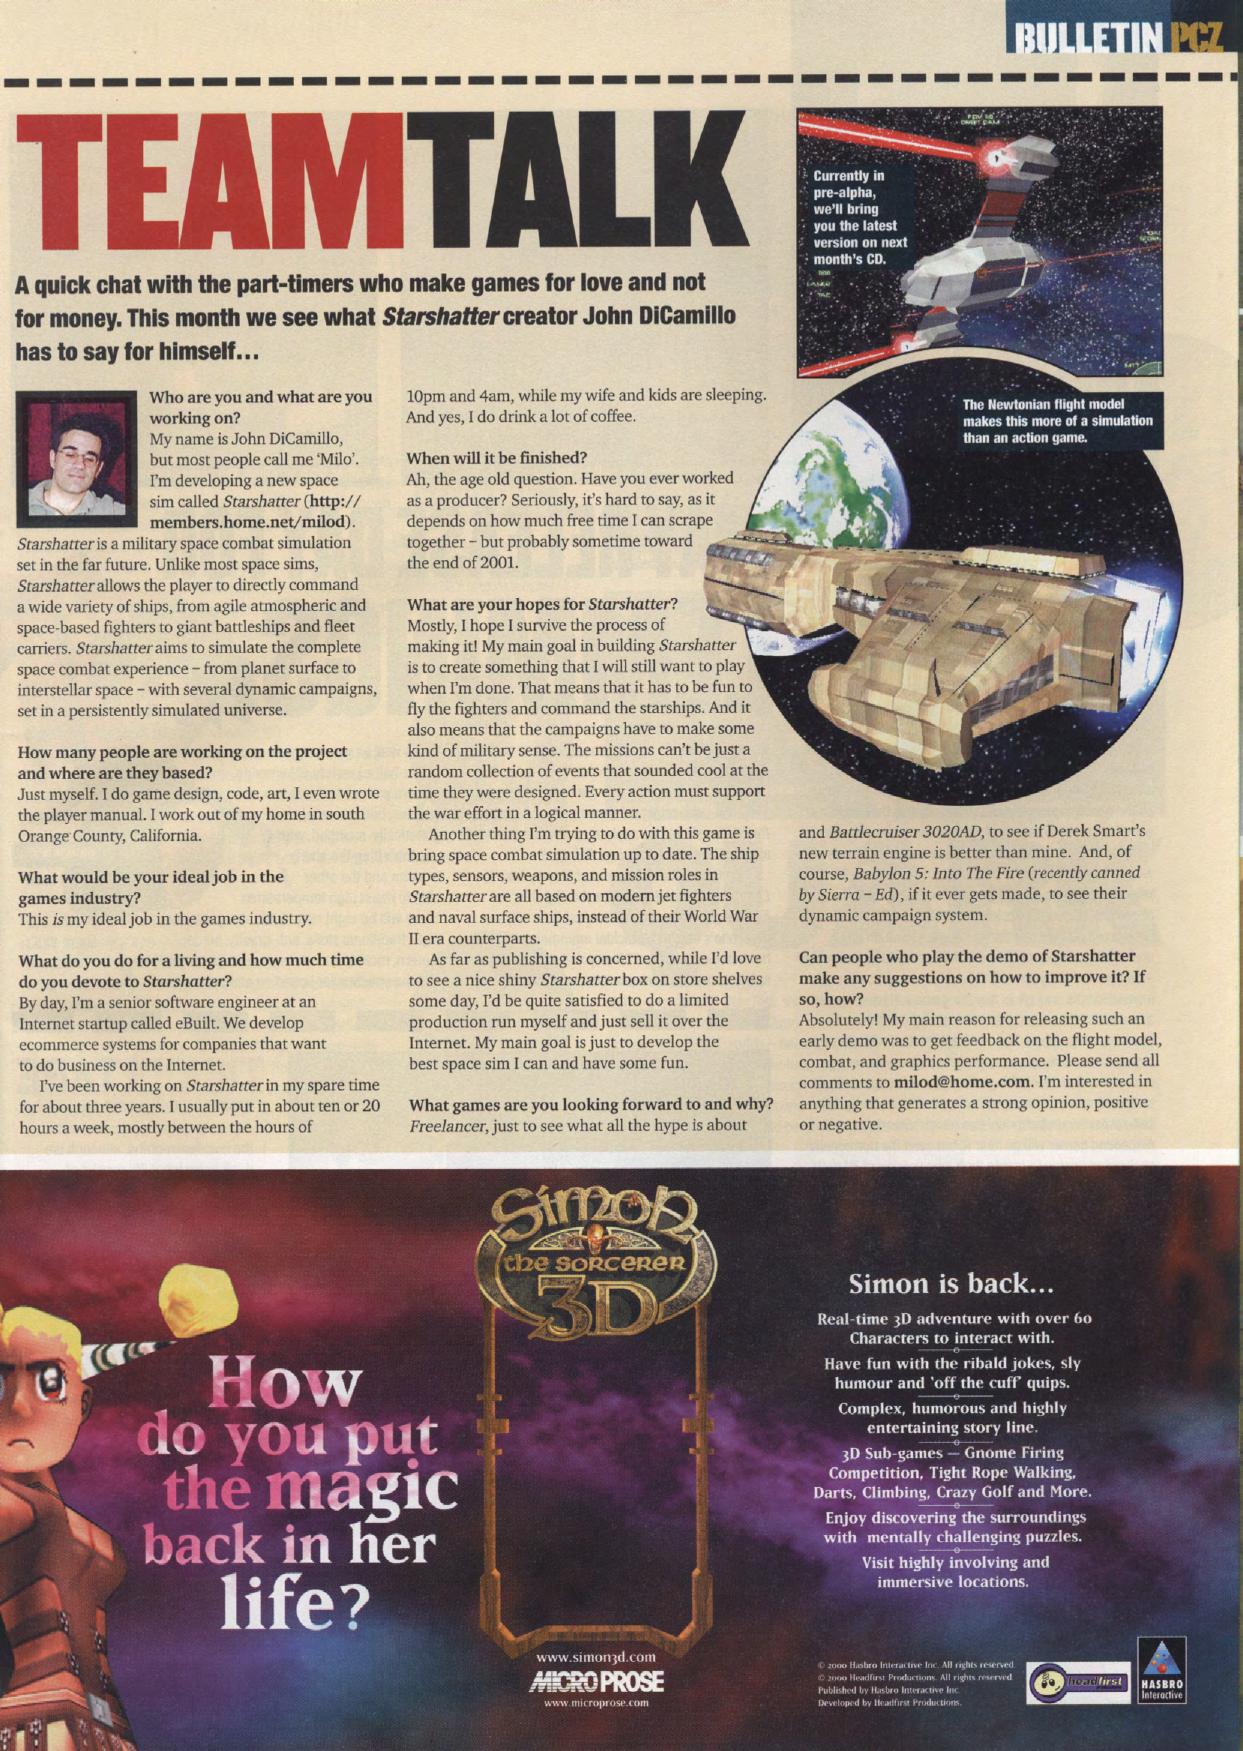 BULLETIN PCZ
TEAMTALK
A quick chat with the part-timers who make games for love and not
for money. This month we see what Starshatter creator John DiCamillo
has to say for himself...
Who are you and what are you
working on?
My name is John DiCamillo,
but most people call me ‘Milo’.
I’m developing a new space
sim called Starshatter (http://
members.home.net/milod).
Starshatter is a military space combat simulation
set in the far future. Unlike most space sims,
Starshatter allows the player to directly command
a wide variety of ships, from agile atmospheric and
space-based fighters to giant battleships and fleet
carriers. Starshatter aims to simulate the complete
space combat experience – from planet surface to
interstellar space – with several dynamic campaigns,
set in a persistently simulated universe.
How many people are working on the project
and where are they based?
Just myself. I do game design, code, art, I even wrote
the player manual. I work out of my home in south
Orange County, California.
What would be your ideal job in the
games industry?
This is my ideal job in the games industry.
What do you do for a living and how much time
do you devote to Starshatter?
By day, I’m a senior software engineer at an
Internet startup called eBuilt. We develop
ecommerce systems for companies that want
to do business on the Internet.
I’ve been working on Starshatter in my spare time
for about three years. I usually put in about ten or 20
hours a week, mostly between the hours of
10pm and 4am, while my wife and kids are sleeping.
And yes, I do drink a lot of coffee.
When will it be finished?
Ah, the age old question. Have you ever worked
as a producer? Seriously, it’s hard to say, as it
depends on how much free time I can scrape
together – but probably sometime toward
the end of 2001.
What are your hopes for Starshatter?
Mostly, I hope I survive the process of
making it! My main goal in building Starshatter
is to create something that I will still want to play
when I’m done. That means that it has to be fun to
fly the fighters and command the starships. And it
also means that the campaigns have to make some
kind of military sense. The missions can’t be just a
random collection of events that sounded cool at the
time they were designed. Every action must support
the war effort in a logical manner.
Another thing I’m trying to do with this game is
bring space combat simulation up to date. The ship
types, sensors, weapons, and mission roles in
Starshatter are all based on modern jet fighters
and naval surface ships, instead of their World War
II era counterparts.
As far as publishing is concerned, while I’d love
to see a nice shiny Starshatter box on store shelves
some day, I’d be quite satisfied to do a limited
production run myself and just sell it over the
Internet. My main goal is just to develop the
best space sim I can and have some fun.
What games are you looking forward to and why?
Freelancer, just to see what all the hype is about
Currently in
pre-alpha,
we’ll bring
you the latest
version on next
month’s CD.
The Newtonian flight model
makes this more of a simulation
than an action game.
and Battlecruiser 3020AD, to see if Derek Smart’s
new terrain engine is better than mine. And, of
course, Babylon 5: Into The Fire (recently canned
by Sierra – Ed), if it ever gets made, to see their
dynamic campaign system.
Can people who play the demo of Starshatter
make any suggestions on how to improve it? If
so, how?
Absolutely! My main reason for releasing such an
early demo was to get feedback on the flight model,
combat, and graphics performance. Please send all
comments to milod@home.com. I’m interested in
anything that generates a strong opinion, positive
or negative.
How
do you put
the magic
back in her
life?
Simon
the SORCERER
3D
www.simon3d.com
MICROPROSE
www.microprose.com
Simon is back...
Real-time 3D adventure with over 60
Characters to interact with.
Have fun with the ribald jokes, sly
humour and ‘off the cuff’ quips.
Complex, humorous and highly
entertaining story line.
3D Sub-games — Gnome Firing
Competition, Tight Rope Walking,
Darts, Climbing, Crazy Golf and More.
Enjoy discovering the surroundings
with mentally challenging puzzles.
Visit highly involving and
immersive locations.
© 2000 Hasbro Interactive Inc. All rights reserved.
© 2000 Headfirst Productions. All rights reserved.
Published by Hasbro Interactive Inc.
Developed by Headfirst Productions.
headfirst
HASBRO
Interactive